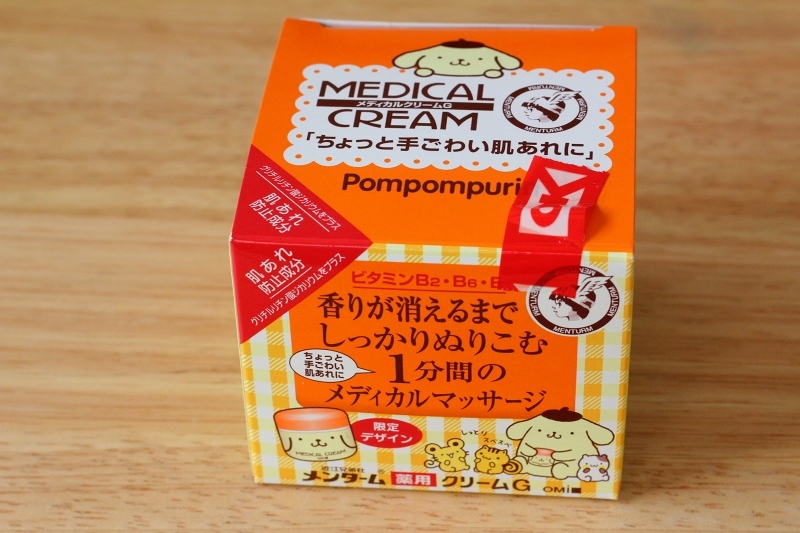 MEDICAL
メディカルクリームG
CREAM
MENTURM
「ちょっと手ごわい肌あれに」
Pompompuri
グリチルリチン酸ジカリウムをプラス
肌あれ
防止成分
肌あれ
防止成分
グリチルリチン酸ジカリウムをプラス
ビタミンB2・B6・
MENTURM
香りが消えるまで
しっかりぬりこむ
1分間の
メディカルマッサージ
ちょっと
手ごわい
肌あれに
限定
デザイン
MEDICAL CREAM
しっとり
スベスベ
近江兄弟社
メンターム 薬用 クリームG
OMi